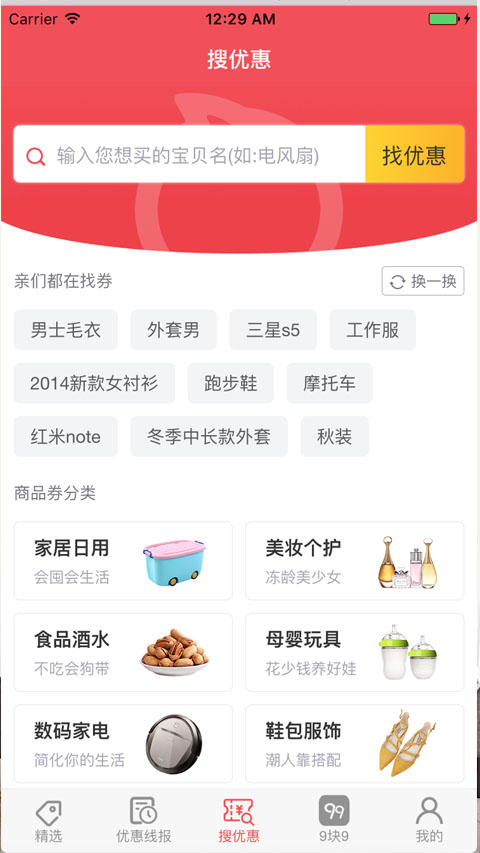 Carrier 12:29 AM
搜优惠
输入您想买的宝贝名(如:电风扇) 找优惠
亲们都在找券 换一换
男士毛衣 外套男 三星s5 工作服
2014新款女衬衫 跑步鞋 摩托车
红米note 冬季中长款外套 秋装
商品券分类
家居日用 美妆个护
会囤会生活 冻龄美少女
食品酒水 母婴玩具
不吃会狗带 花少钱养好娃
数码家电 鞋包服饰
简化你的生活 潮人靠搭配
¥ 99
精选 优惠线报 搜优惠 9块9 我的